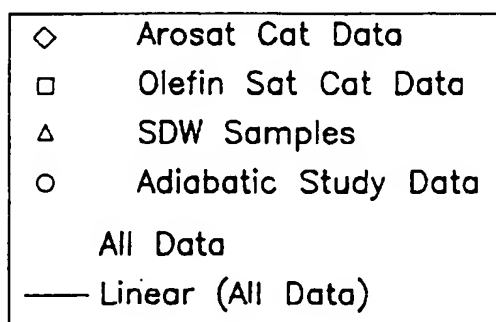 Arosat Cat Data
Olefin Sat Cat Data
SDW Samples
Adiabatic Study Data
All Data
Linear (All Data)